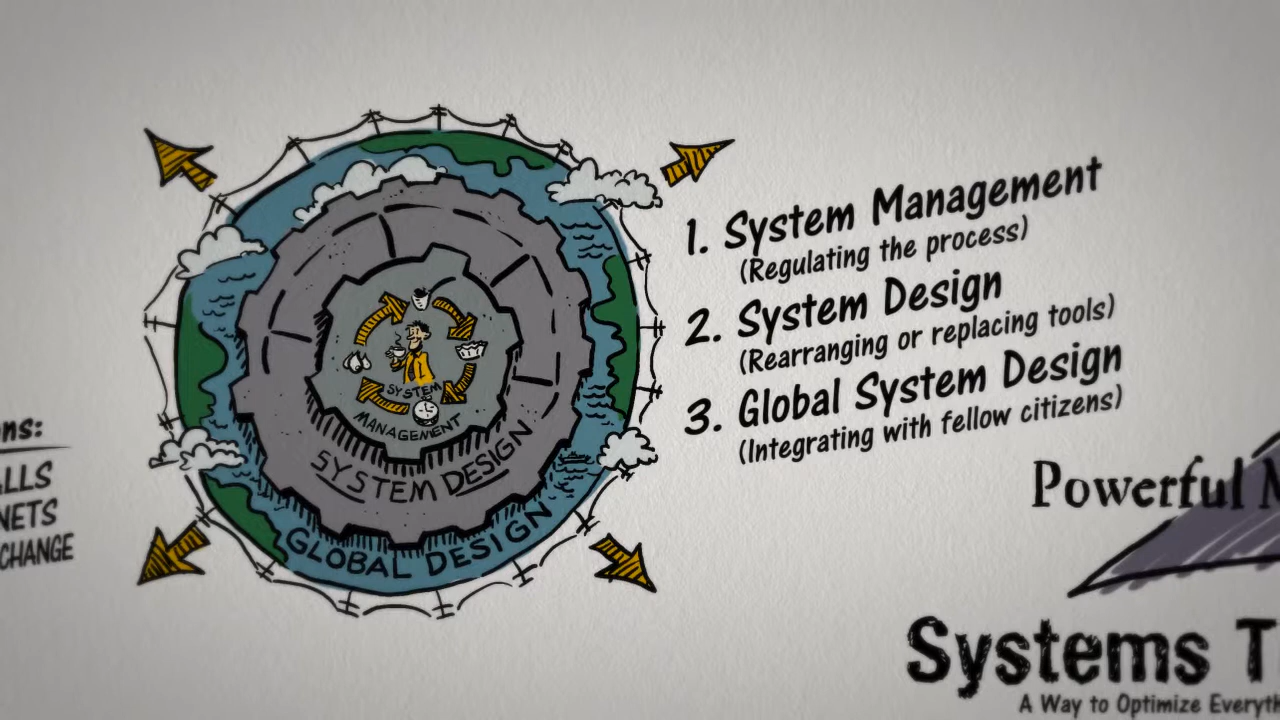 1. System Management
(Regulating the process)
2. System Design
(Rearranging or replacing tools)
3. Global System Design
(Integrating with fellow citizens)
SYSTEM
MANAGEMENT
SYSTEM DESIGN
GLOBAL DESIGN
CHANGE
Powerful
Systems
A Way to Optimize